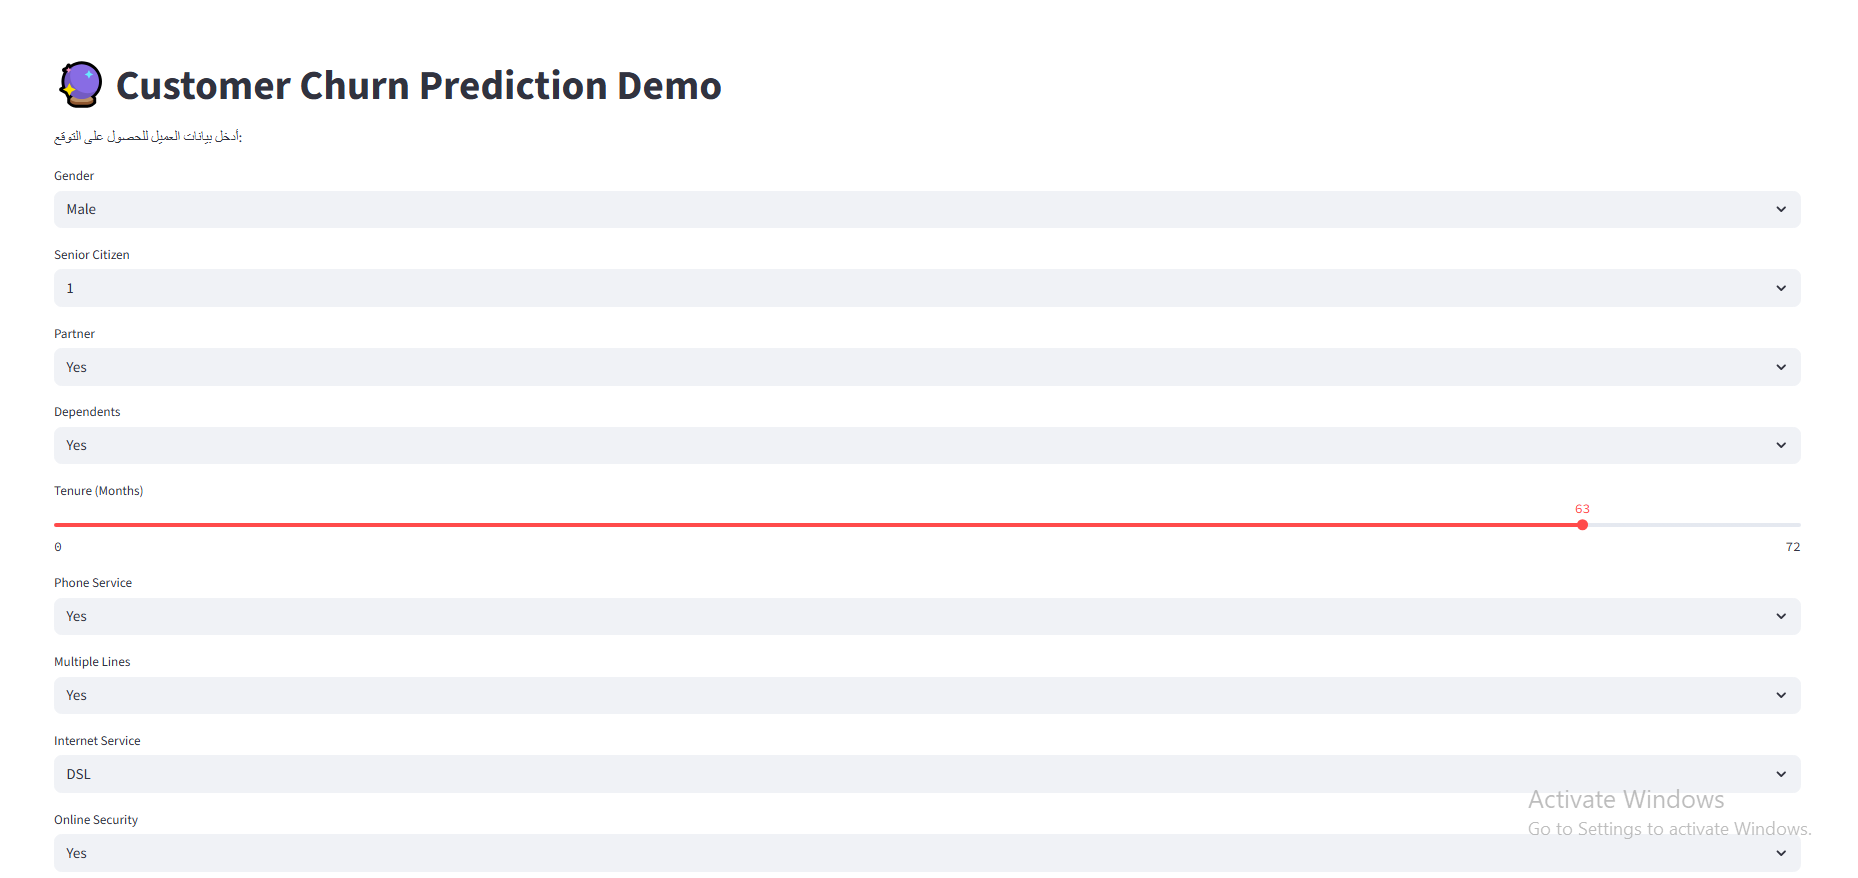 Customer Churn Prediction Demo
أدخل بيانات العميل للحصول على التوقع:
Gender
Male
Senior Citizen
1
Partner
Yes
Dependents
Yes
Tenure (Months)
63
0 72
Phone Service
Yes
Multiple Lines
Yes
Internet Service
DSL
Activate Windows
Online Security
Go to Settings to activate Windows.
Yes